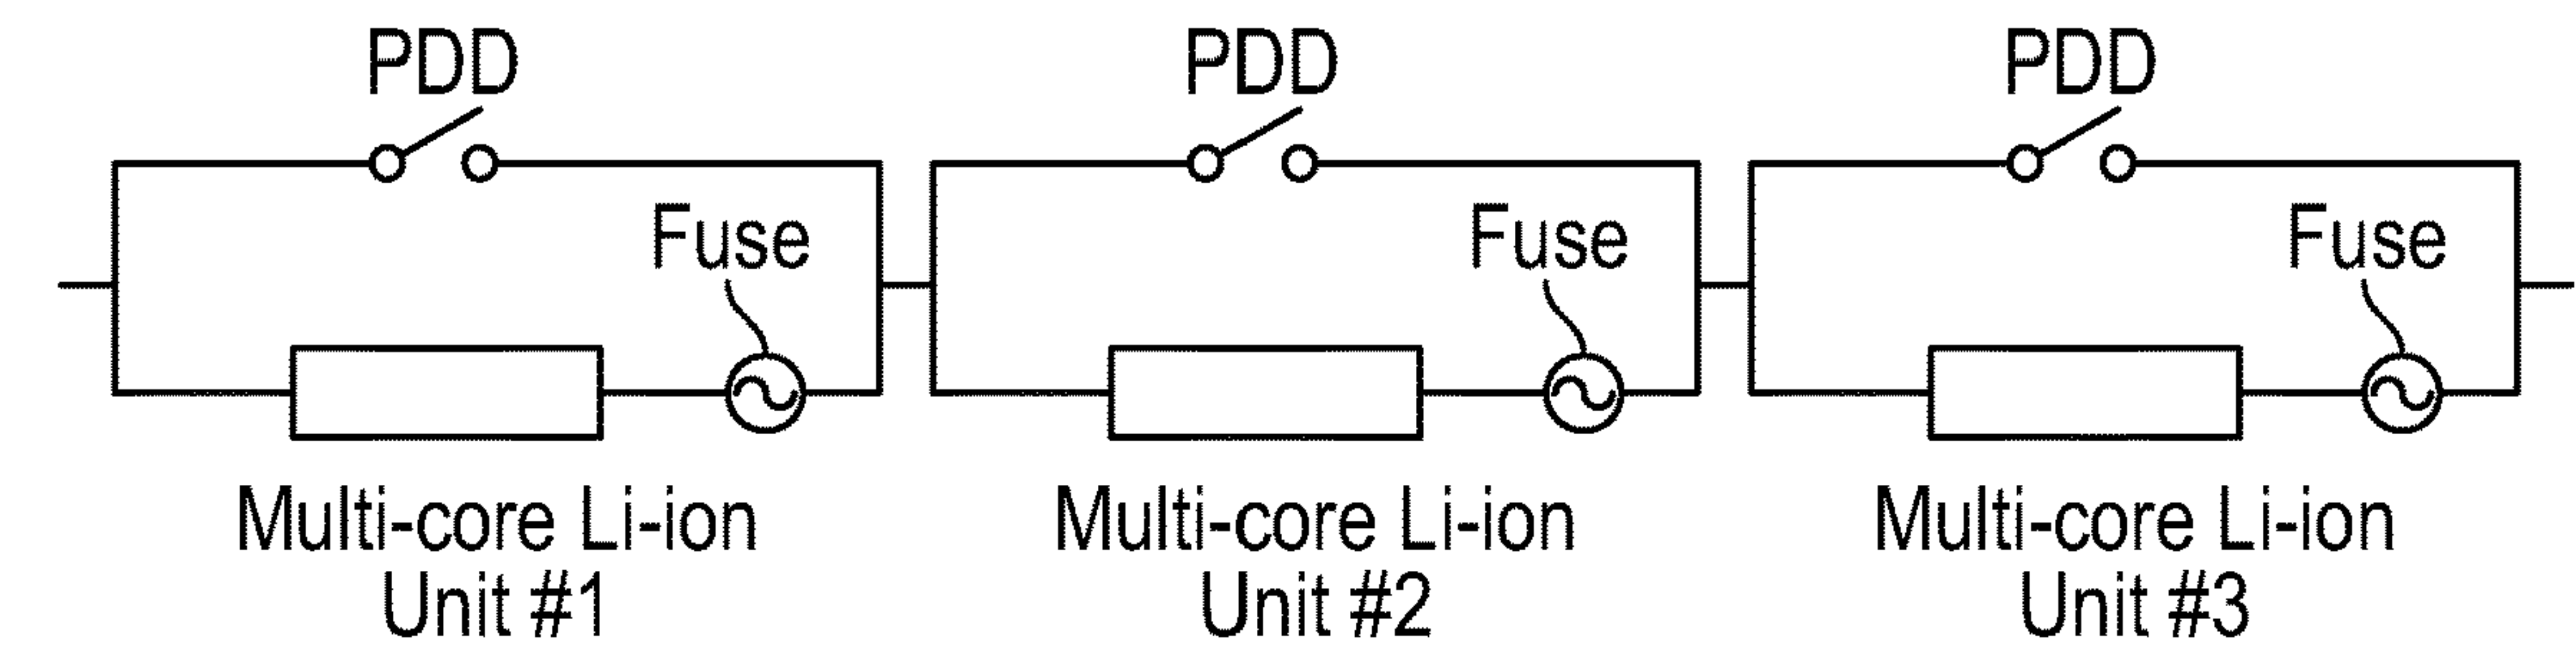 PDD PDD PDD
Fuse Fuse Fuse
Multi-core Li-ion Multi-core Li-ion Multi-core Li-ion
Unit #1 Unit #2 Unit #3